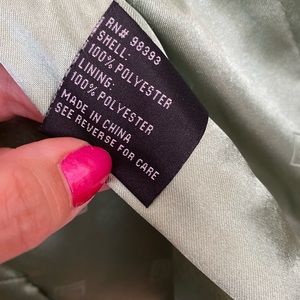 RN# 98393
SHELL:
100% POLYESTER
LINING:
100% POLYESTER
MADE IN CHINA
SEE REVERSE FOR CARE